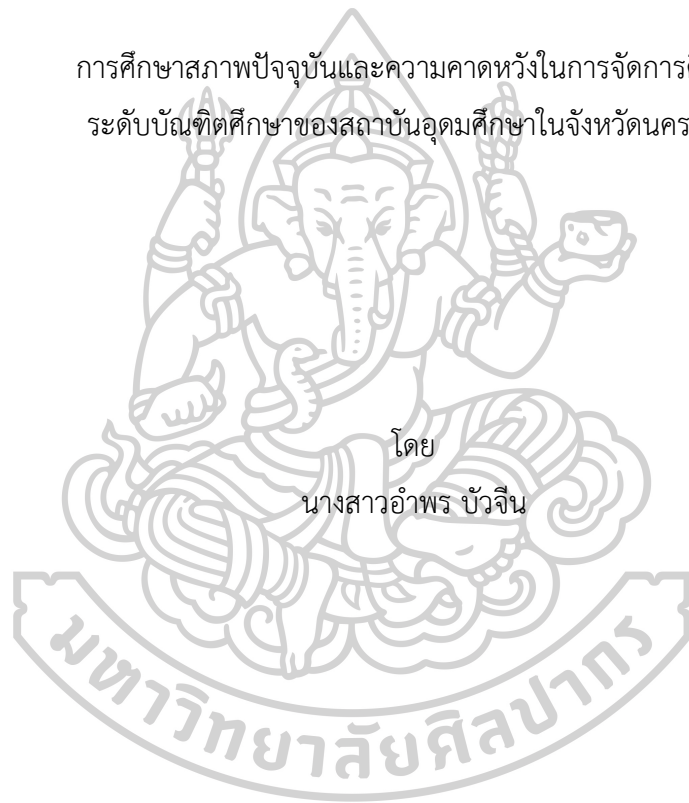 การศึกษาสภาพปัจจุบันและความคาดหวังในการจัดการ
ระดับบัณฑิตศึกษาของสถาบันอุดมศึกษาในจังหวัดนคร
โดย
นางสาวอำพร บัวจีน
มหาวิทยาลัยศิลปากร